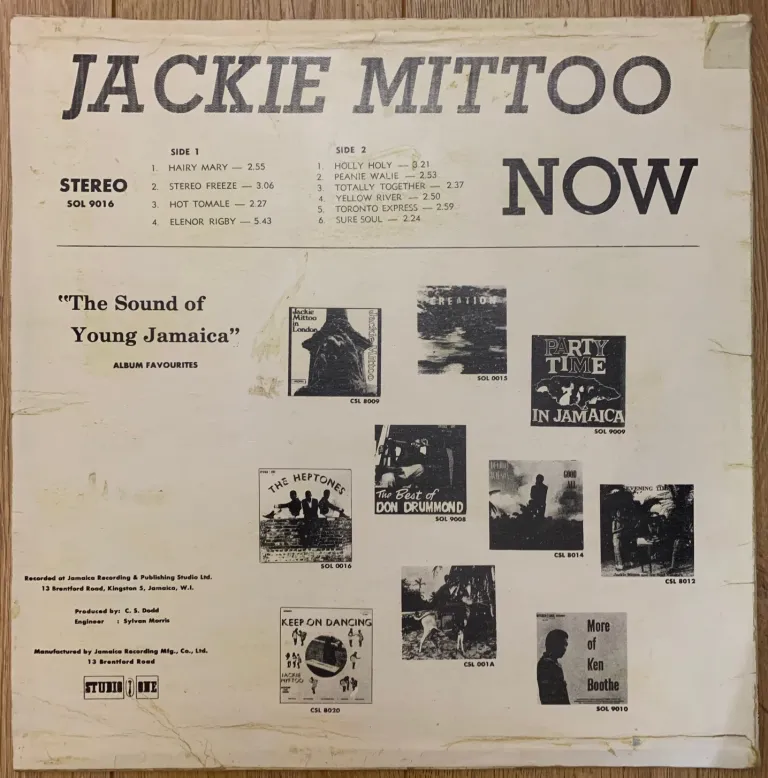 JACKIE MITTOO
NOW
STEREO
SOL 9016
SIDE 1
1. HAIRY MARY — 2.55
2. STEREO FREEZE — 3.06
3. HOT TOMALE — 2.27
4. ELENOR RIGBY — 5.43
SIDE 2
1. HOLLY HOLY — 3.21
2. PEANIE WALIE — 2.53
3. TOTALLY TOGETHER — 2.37
4. YELLOW RIVER — 2.50
5. TORONTO EXPRESS — 2.59
6. SURE SOUL — 2.24
"The Sound of
Young Jamaica"
ALBUM FAVOURITES
Jackie
Mittoo
in
London
Jackie Mittoo
CSL 8009
CREATION
SOL 0015
PARTY
TIME
IN JAMAICA
SOL 9009
THE HEPTONES
SOL 0016
The Best of
DON DRUMMOND
SOL 9008
CSL 8014
EVENING TIME
CSL 8012
KEEP ON DANCING
JACKIE
MITTOO
CSL 8020
CSL 001A
More
of
Ken
Boothe
SOL 9010
Recorded at Jamaica Recording & Publishing Studio Ltd.
13 Brentford Road, Kingston 5, Jamaica, W.I.
Produced by: C. S. Dodd
Engineer : Sylvan Morris
Manufactured by Jamaica Recording Mfg., Co., Ltd.
13 Brentford Road
STUDIO ONE